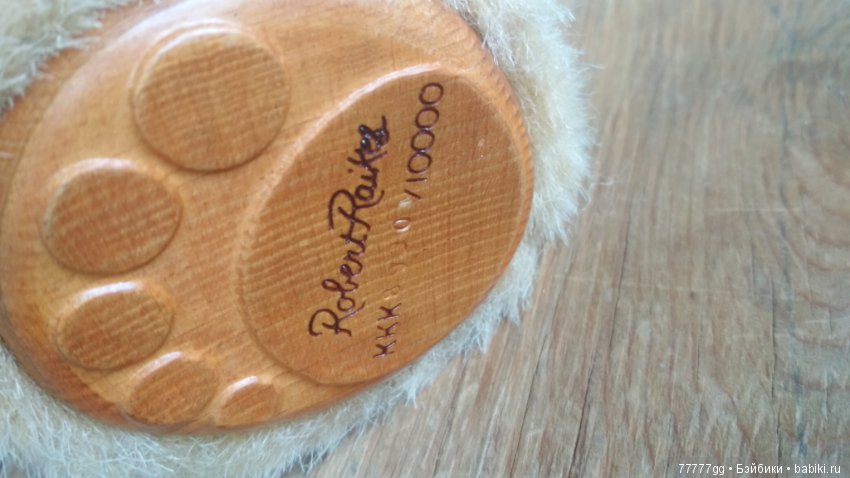 Robert Raikes
KKK /10000
77777gg • Бэйбики • babiki.ru